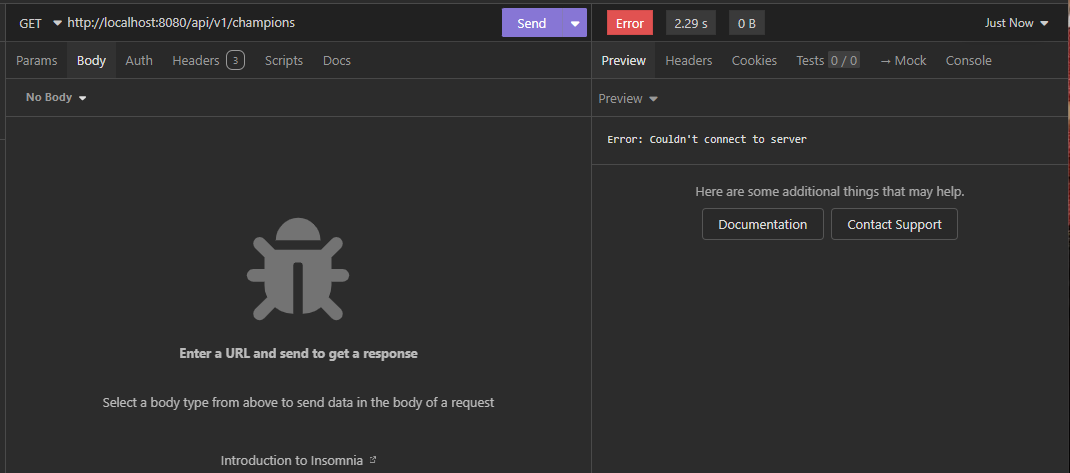 GET http://localhost:8080/api/v1/champions Send
Error 2.29 s 0 B Just Now
Params Body Auth Headers 3 Scripts Docs
Preview Headers Cookies Tests 0 / 0 → Mock Console
No Body
Preview
Error: Couldn't connect to server
Here are some additional things that may help.
Documentation Contact Support
Enter a URL and send to get a response
Select a body type from above to send data in the body of a request
Introduction to Insomnia